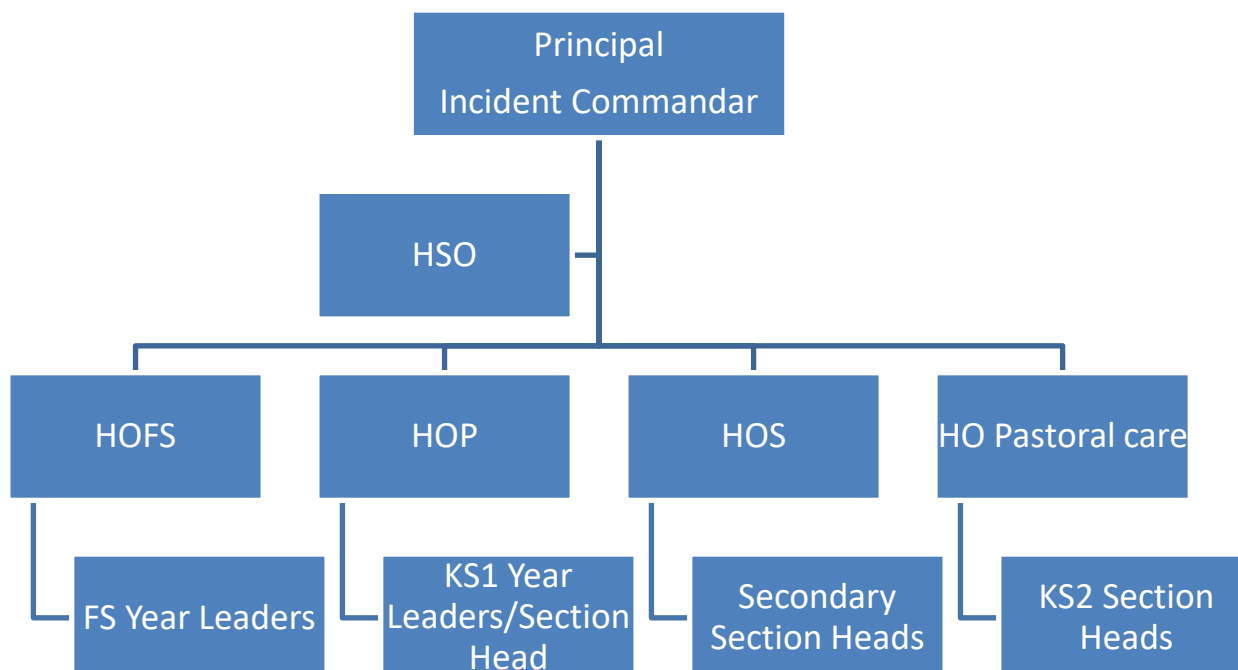 Principal
Incident Commandar
HSO
HOFS
HOP
HOS
HO Pastoral care
FS Year Leaders
KS1 Year
Leaders/Section
Head
Secondary
Section Heads
KS2 Section
Heads